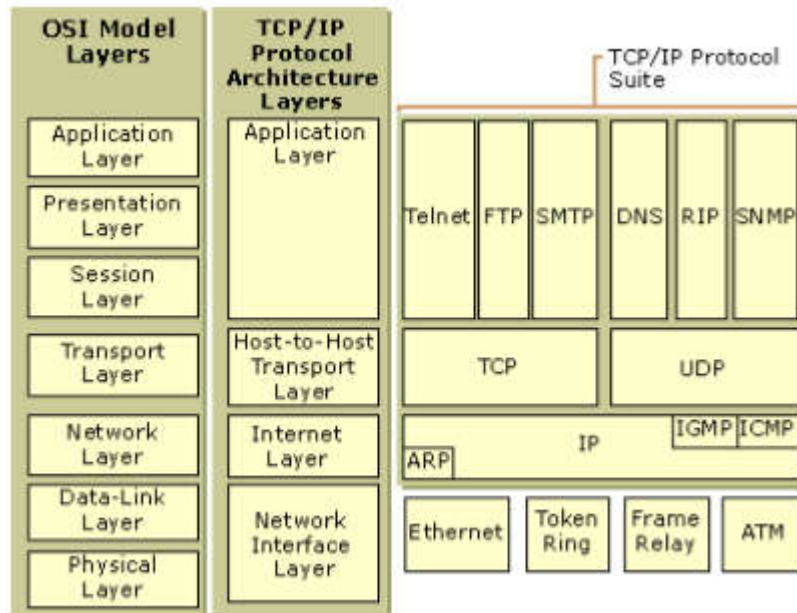 OSI Model
Layers
Application
Layer
Presentation
Layer
Session
Layer
Transport
Layer
Network
Layer
Data-Link
Layer
Physical
Layer
TCP/IP
Protocol
Architecture
Layers
Application
Layer
Host-to-Host
Transport
Layer
Internet
Layer
Network
Interface
Layer
TCP/IP Protocol
Suite
Telnet
FTP
SMTP
DNS
RIP
SNMP
TCP
UDP
IP
IGMP
ICMP
ARP
Ethernet
Token
Ring
Frame
Relay
ATM